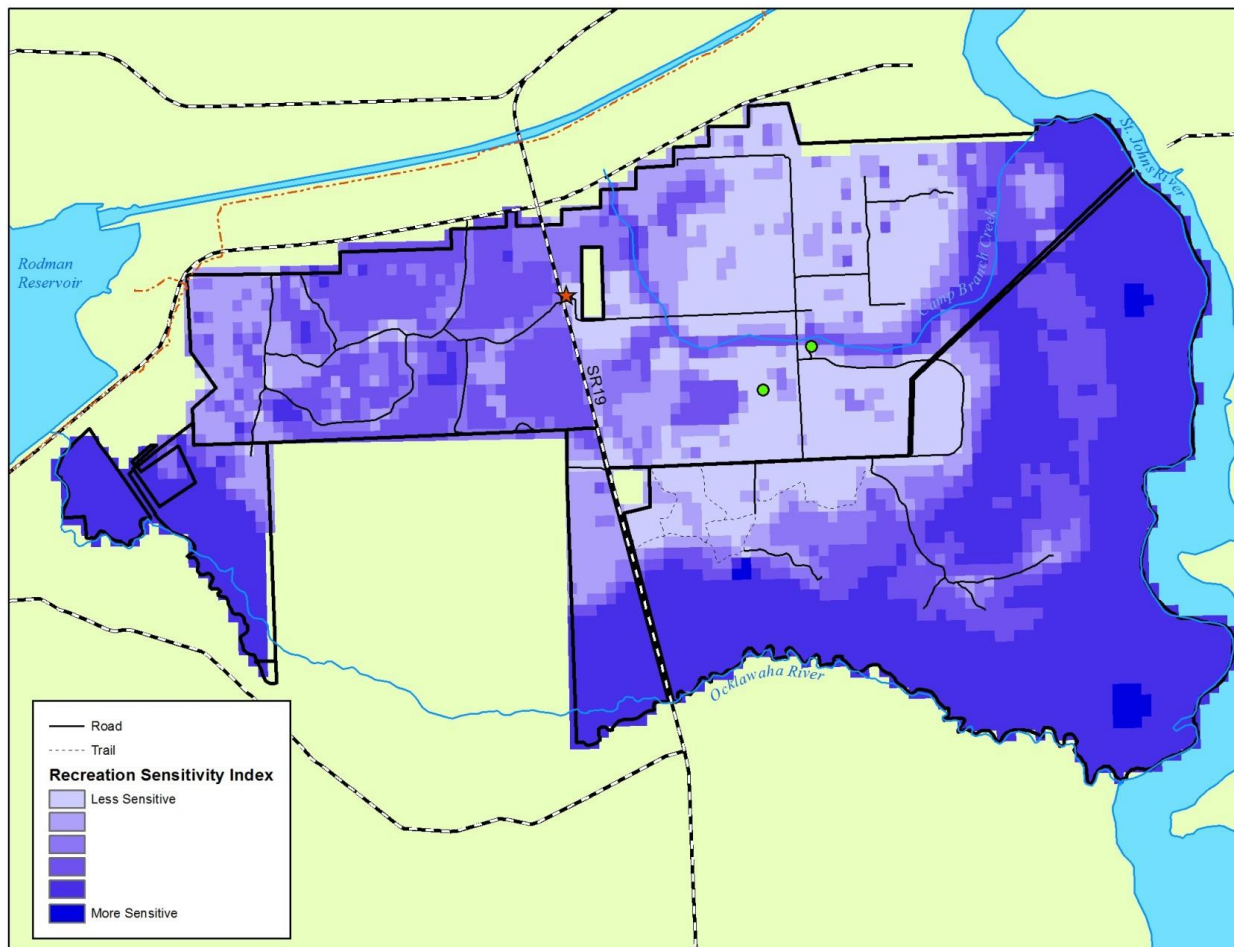 St. Johns River
Rodman
Reservoir
Camp Branch Creek
SR19
Ocklawaha River
Road
Trail
Recreation Sensitivity Index
Less Sensitive
More Sensitive